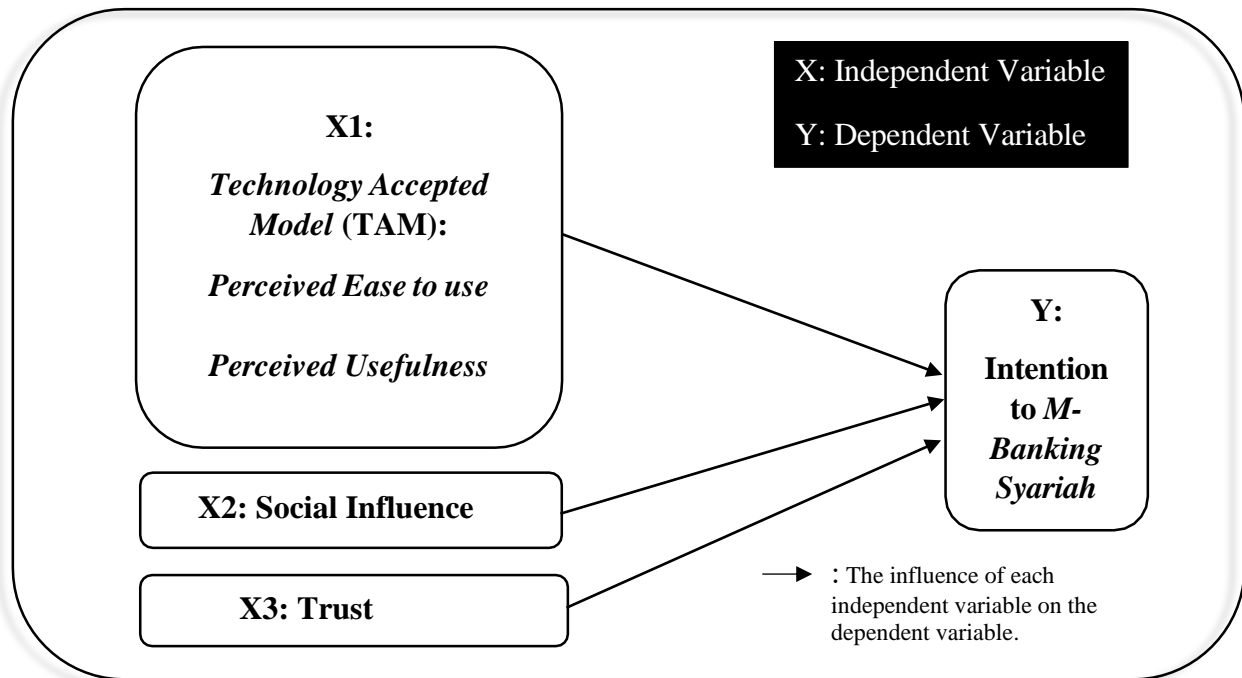 X1:
Technology Accepted
Model (TAM):
Perceived Ease to use
Perceived Usefulness
X2: Social Influence
X3: Trust
X: Independent Variable
Y: Dependent Variable
Y:
Intention
to M-
Banking
Syariah
: The influence of each
independent variable on the
dependent variable.